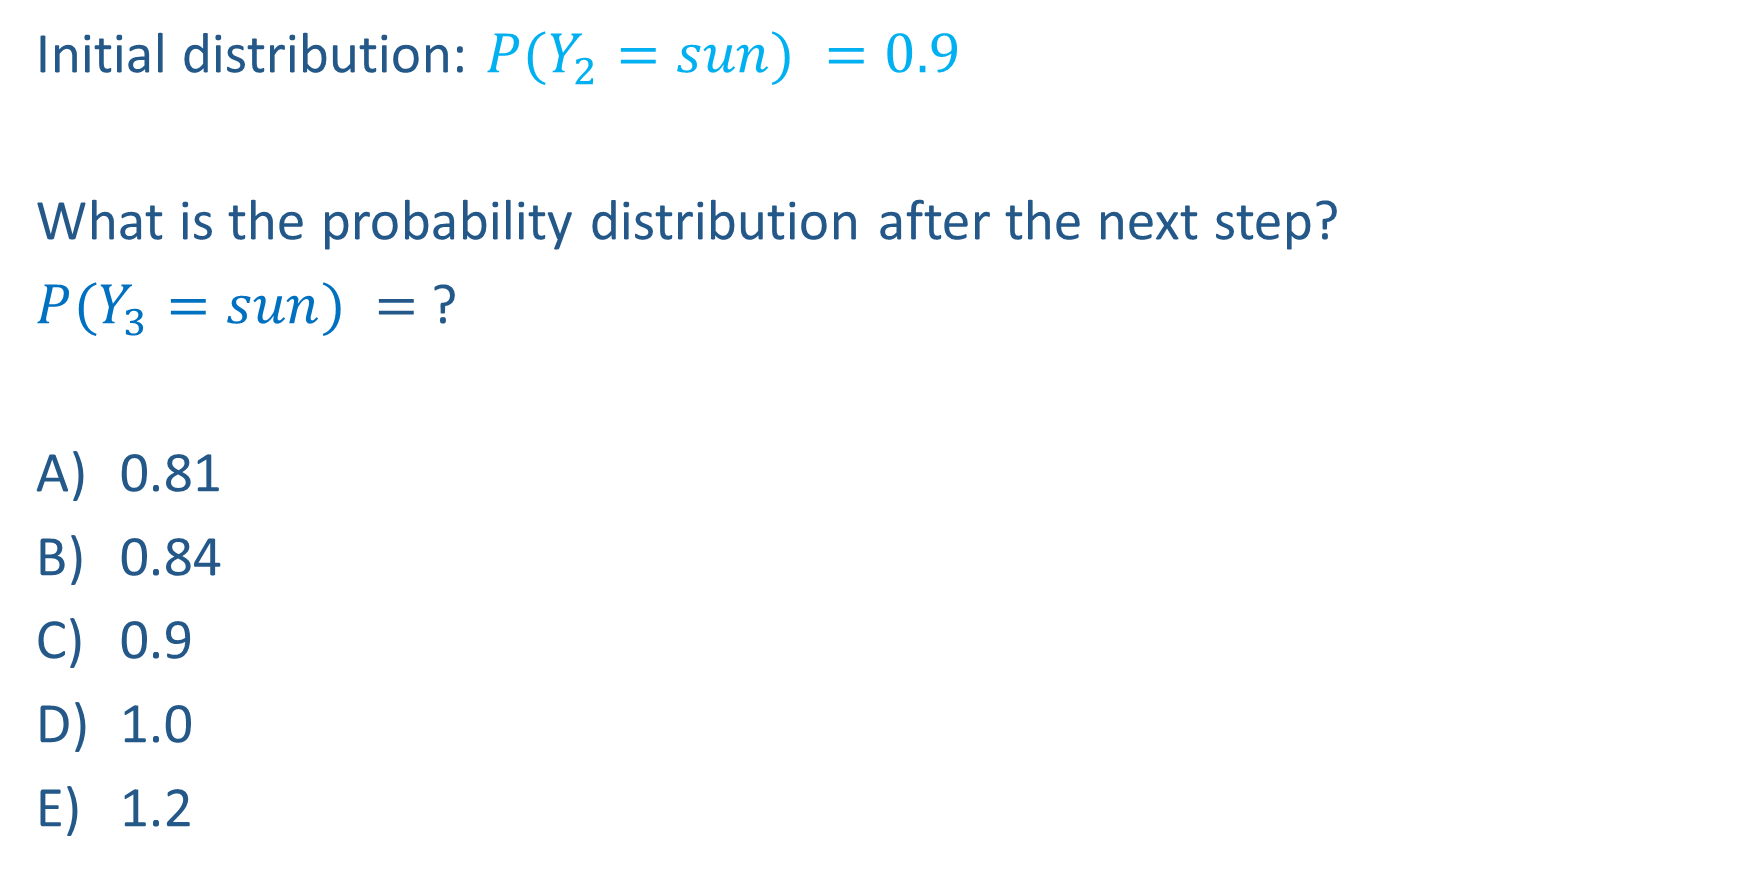 Initial distribution: P(Y₂ = sun) = 0.9
What is the probability distribution after the next step?
P(Y₃ = sun) = ?
A) 0.81
B) 0.84
C) 0.9
D) 1.0
E) 1.2